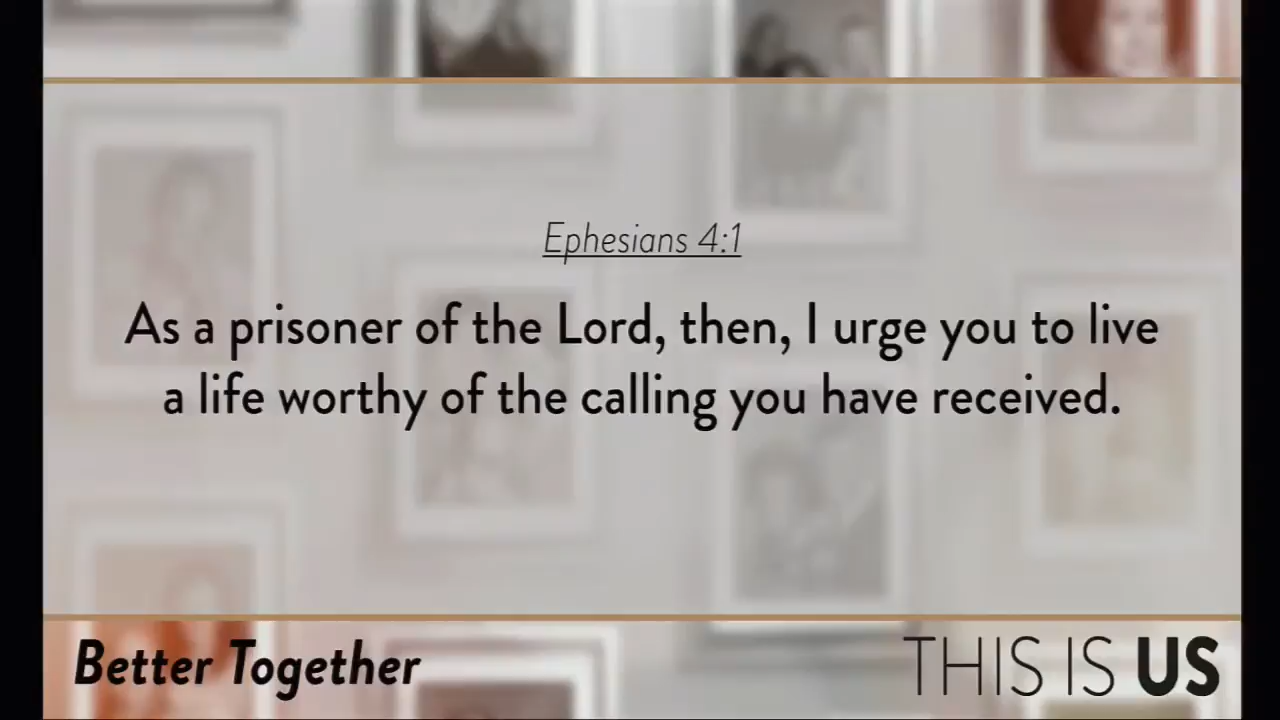 Ephesians 4:1
As a prisoner of the Lord, then, I urge you to live
a life worthy of the calling you have received.
Better Together
THIS IS US